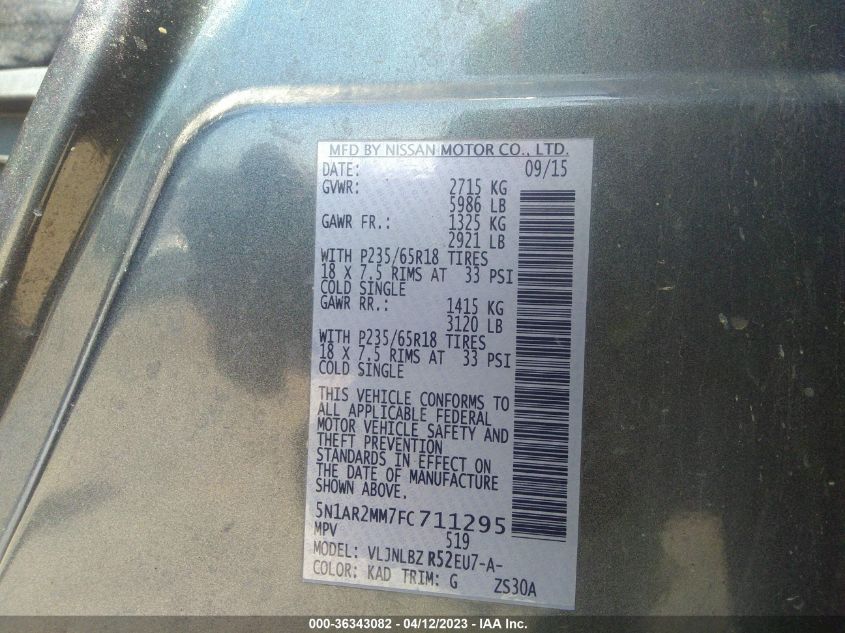 MFD BY NISSAN MOTOR CO., LTD.
DATE: 09/15
GVWR: 2715 KG
5986 LB
GAWR FR.: 1325 KG
2921 LB
WITH P235/65R18 TIRES
18 X 7.5 RIMS AT 33 PSI
COLD SINGLE
GAWR RR.: 1415 KG
3120 LB
WITH P235/65R18 TIRES
18 X 7.5 RIMS AT 33 PSI
COLD SINGLE
THIS VEHICLE CONFORMS TO
ALL APPLICABLE FEDERAL
MOTOR VEHICLE SAFETY AND
THEFT PREVENTION
STANDARDS IN EFFECT ON
THE DATE OF MANUFACTURE
SHOWN ABOVE.
5N1AR2MM7FC711295
MPV 519
MODEL: VLJNLBZ R52EU7-A-
COLOR: KAD TRIM: G ZS30A
000-36343082 - 04/12/2023 - IAA Inc.